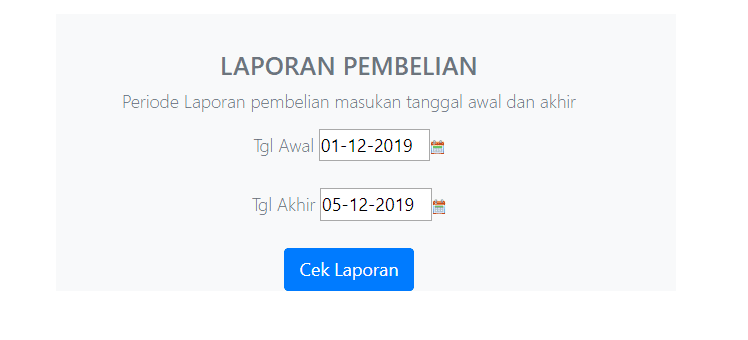 LAPORAN PEMBELIAN
Periode Laporan pembelian masukan tanggal awal dan akhir
Tgl Awal 01-12-2019
Tgl Akhir 05-12-2019
Cek Laporan